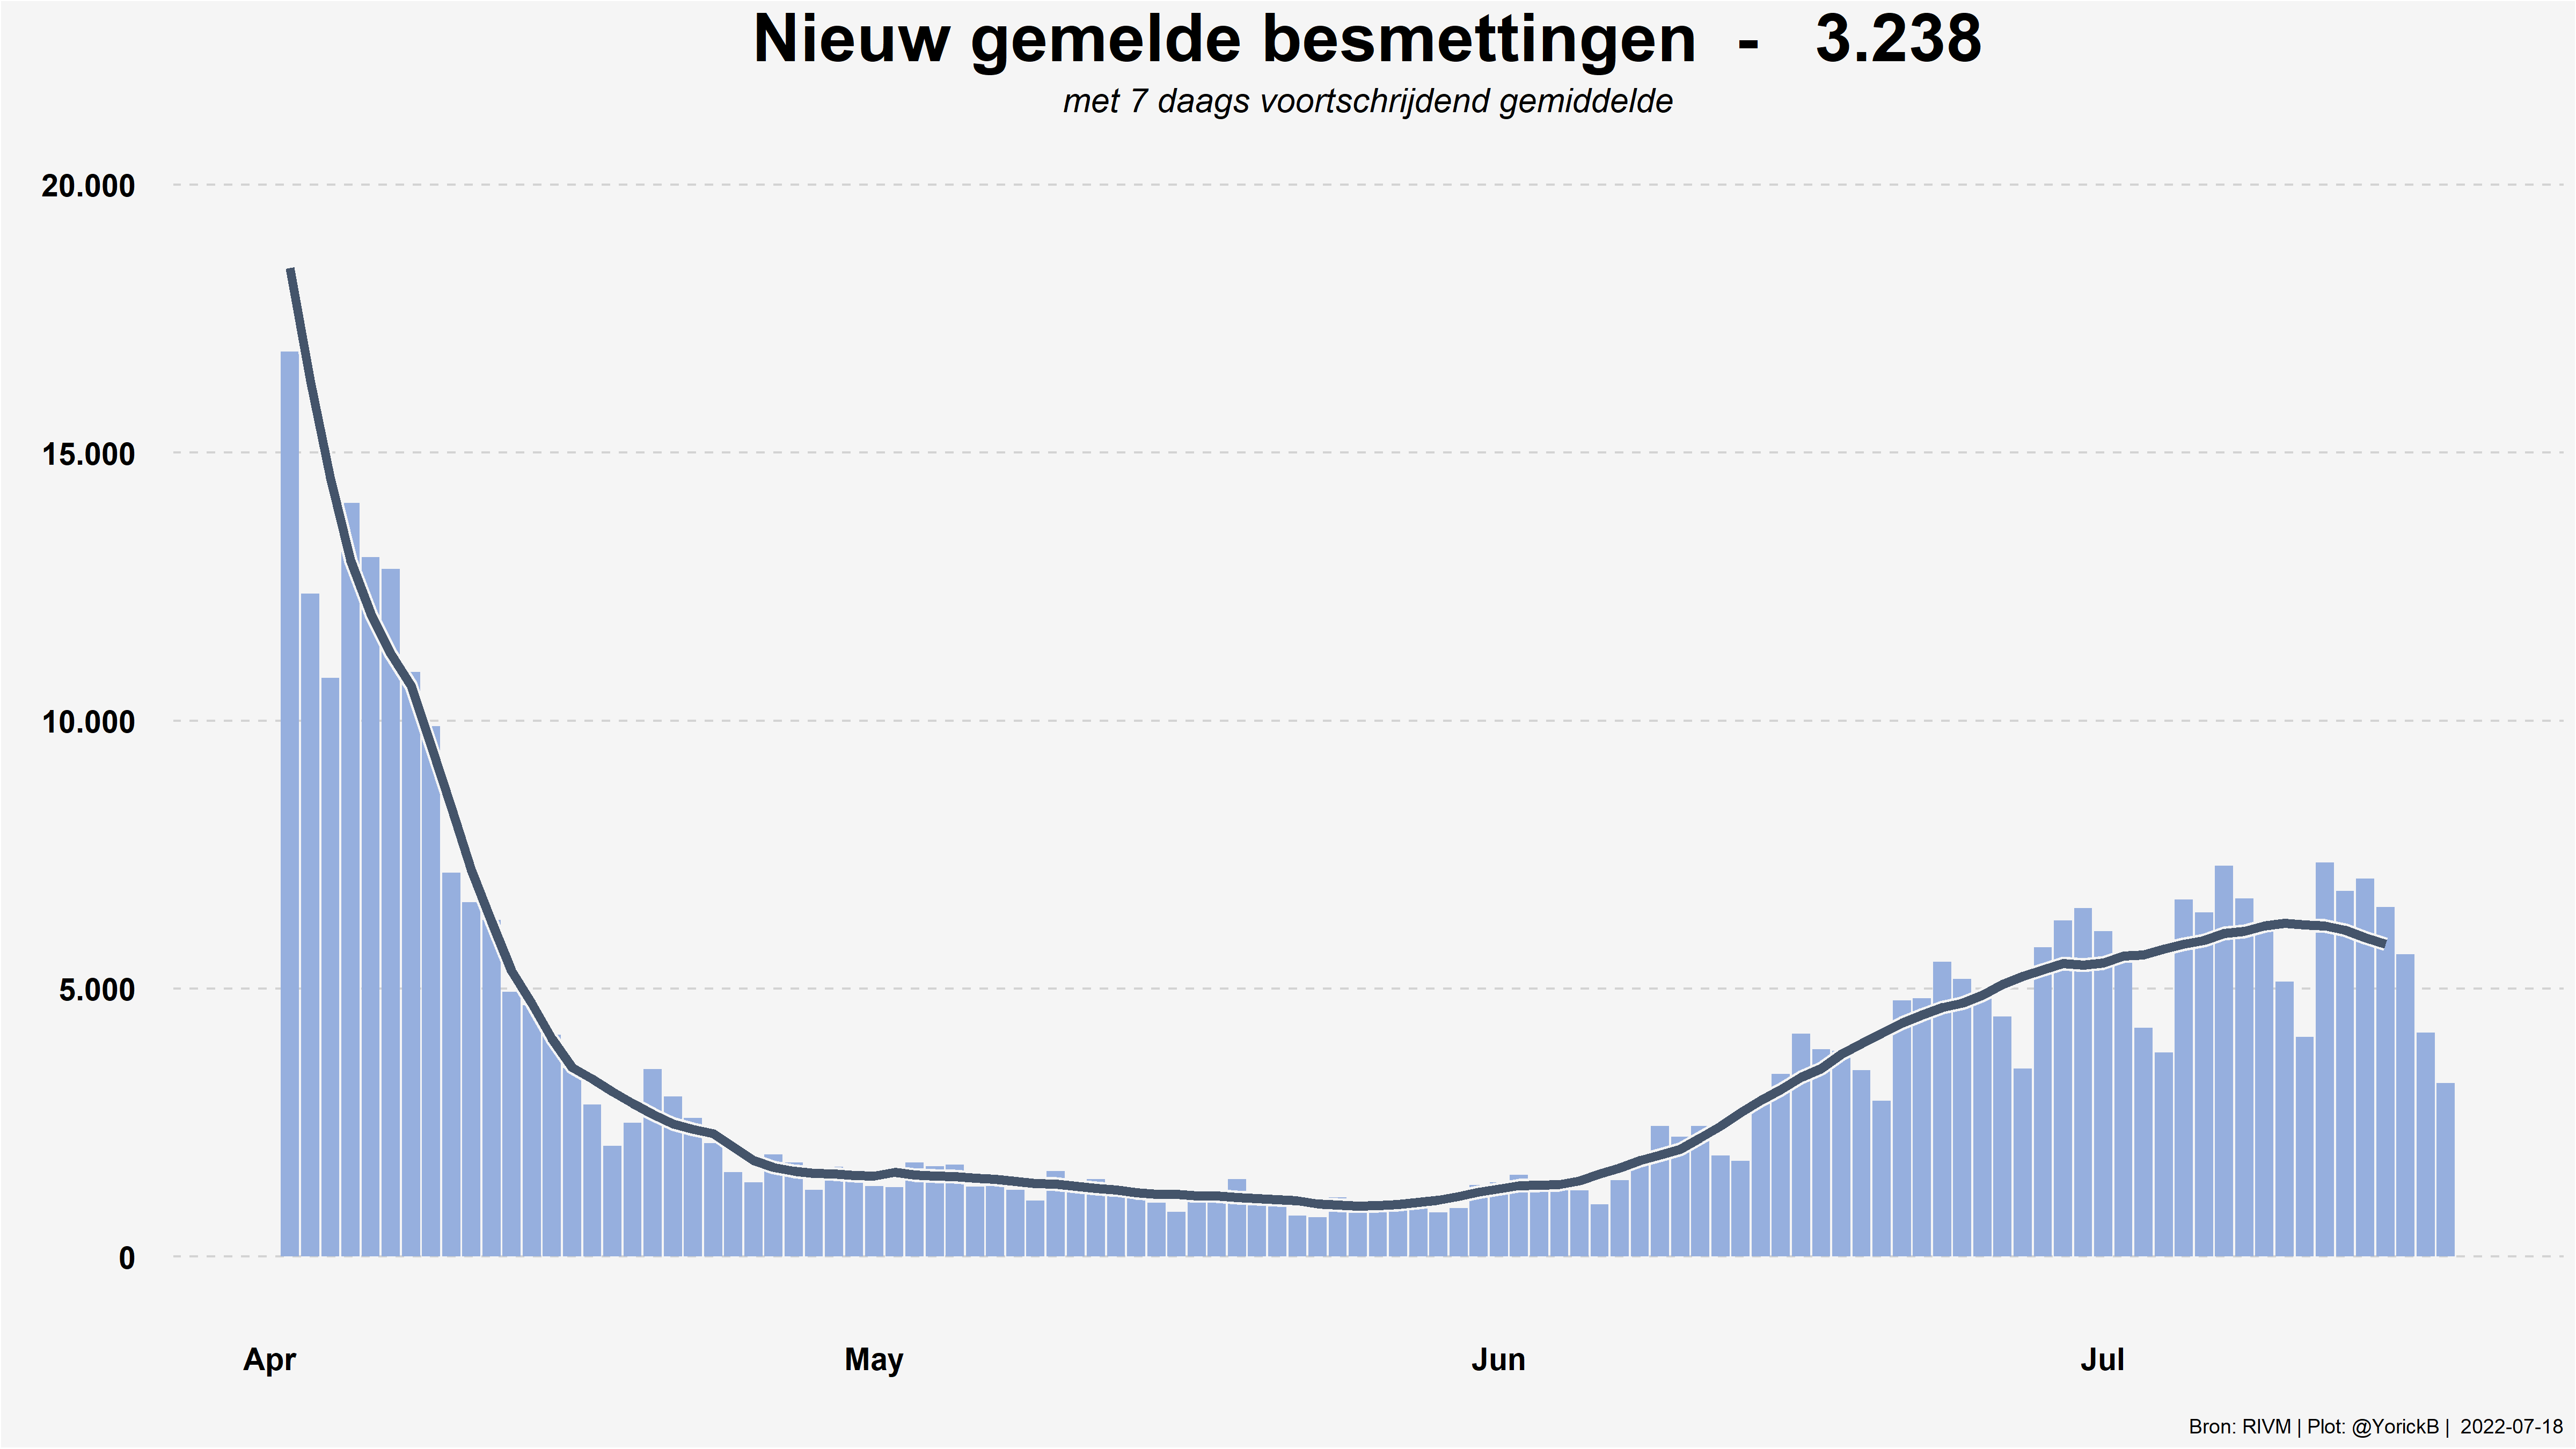 Nieuw gemelde besmettingen - 3.238
met 7 daags voortschrijdend gemiddelde
20.000
15.000
10.000
5.000
0
Apr May Jun Jul
Bron: RIVM | Plot: @YorickB | 2022-07-18